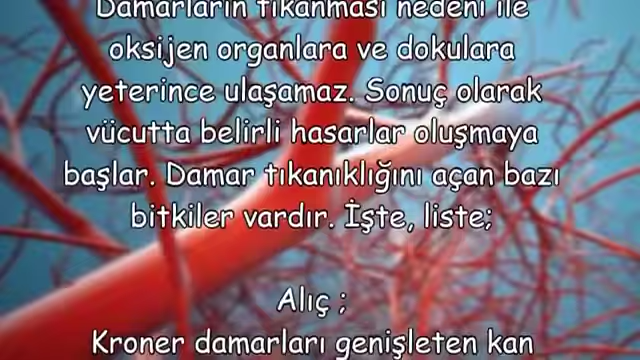 Damarların tıkanması nedeni ile
oksijen organlara ve dokulara
yeterince ulaşamaz. Sonuç olarak
vücutta belirli hasarlar oluşmaya
başlar. Damar tıkanıklığını açan bazı
bitkiler vardır. İşte, liste;
Alıç ;
Kroner damarları genişleten kan